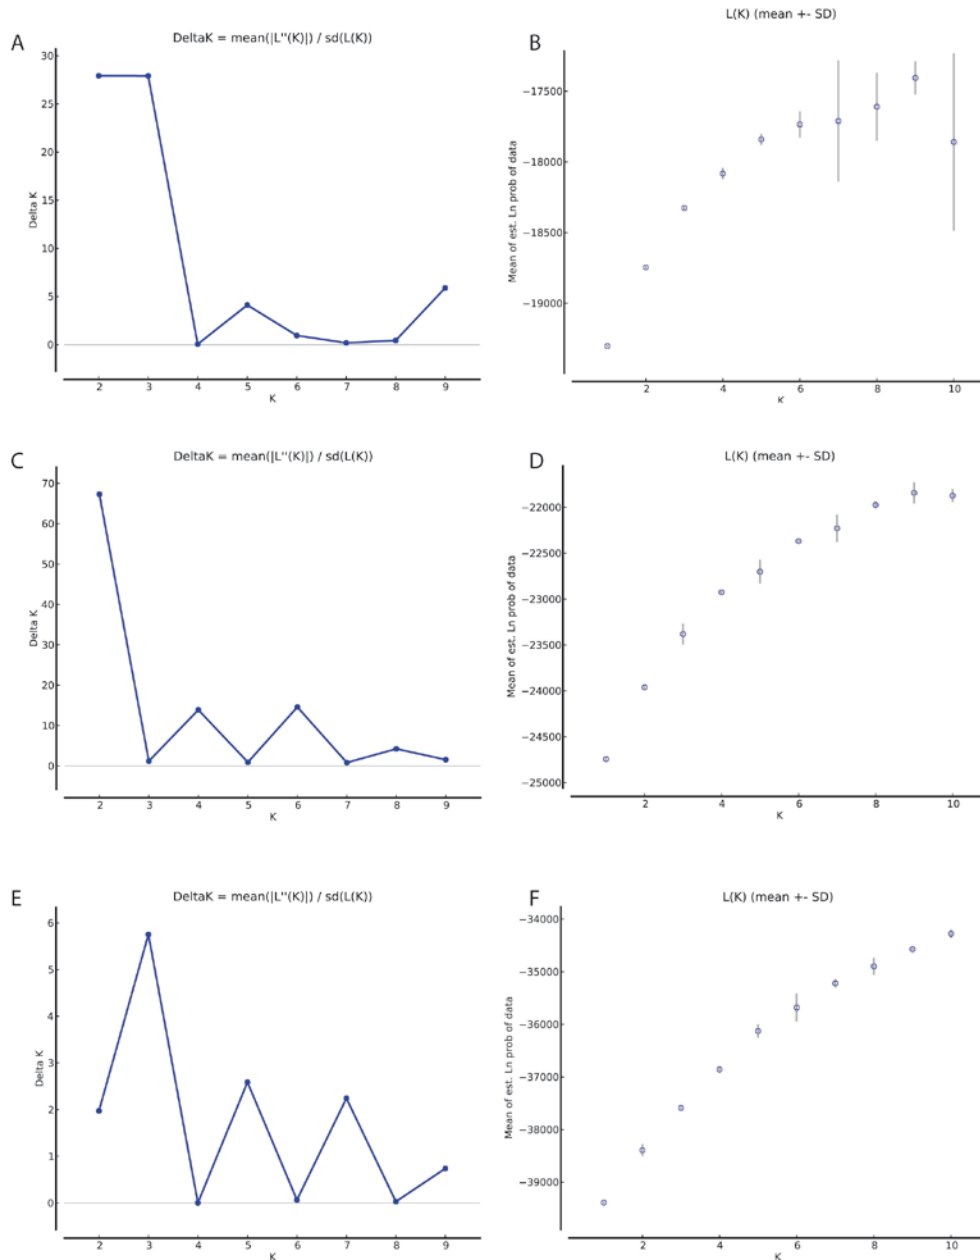 A
DeltaK = mean(|L''(K)|) / sd(L(K))
30
25
20
15
10
5
0
Delta K
2 3 4 5 6 7 8 9
K
B
L(K) (mean +- SD)
−17500
−18000
−18500
−19000
Mean of est. Ln prob of data
2 4 6 8 10
K
C
DeltaK = mean(|L''(K)|) / sd(L(K))
70
60
50
40
30
20
10
0
Delta K
2 3 4 5 6 7 8 9
K
D
L(K) (mean +- SD)
−22000
−22500
−23000
−23500
−24000
−24500
−25000
Mean of est. Ln prob of data
2 4 6 8 10
K
E
DeltaK = mean(|L''(K)|) / sd(L(K))
6
5
4
3
2
1
0
Delta K
2 3 4 5 6 7 8 9
K
F
L(K) (mean +- SD)
−34000
−35000
−36000
−37000
−38000
−39000
Mean of est. Ln prob of data
2 4 6 8 10
K